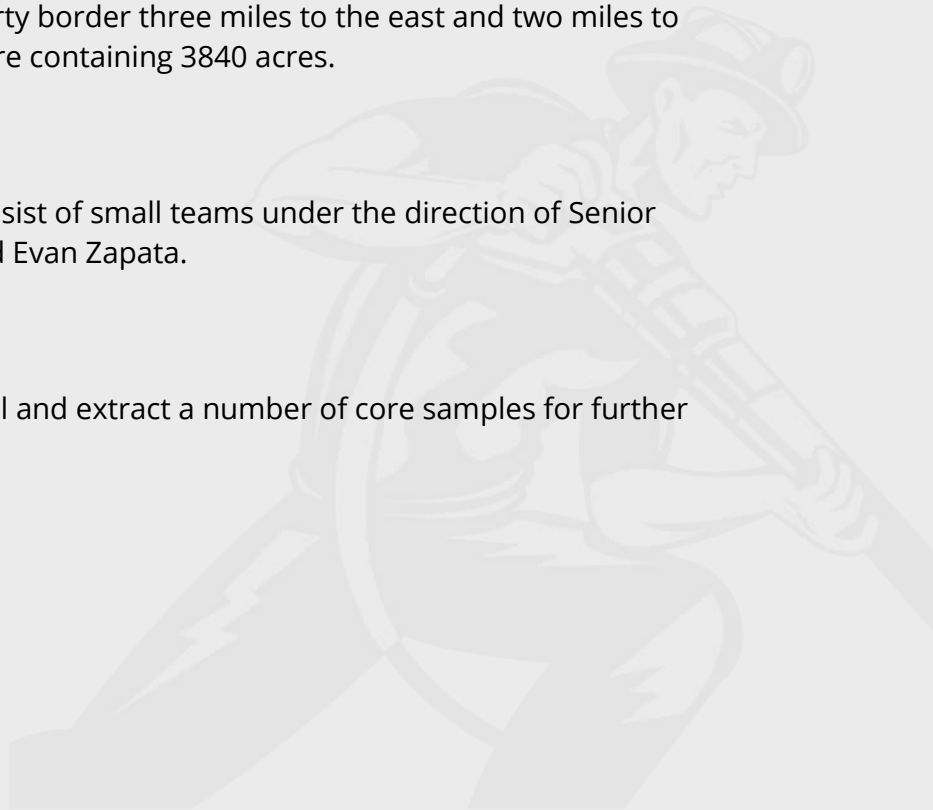 rty border three miles to the east and two miles to
re containing 3840 acres.
sist of small teams under the direction of Senior
d Evan Zapata.
l and extract a number of core samples for further